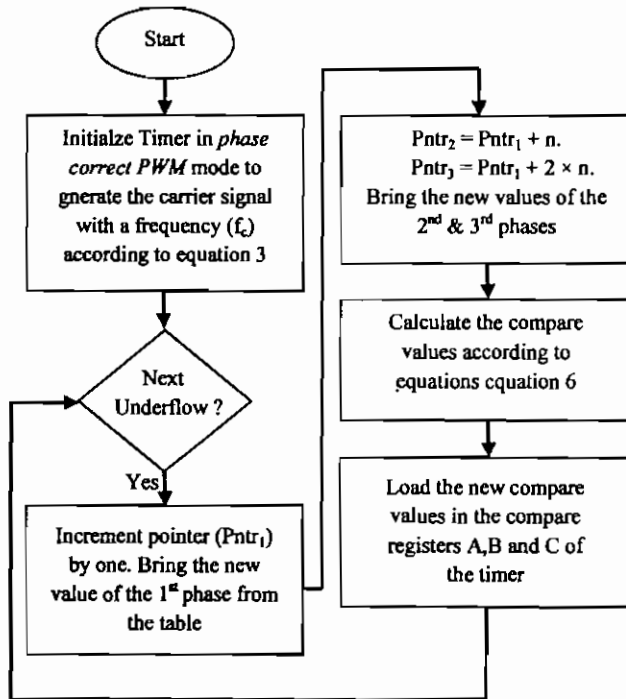 Start
Initialze Timer in phase
correct PWM mode to
gnerate the carrier signal
with a frequency (fc)
according to equation 3
Next
Underflow ?
Yes
Increment pointer (Pntr1)
by one. Bring the new
value of the 1st phase from
the table
Pntr2 = Pntr1 + n.
Pntr3 = Pntr1 + 2 × n.
Bring the new values of the
2nd & 3rd phases
Calculate the compare
values according to
equations equation 6
Load the new compare
values in the compare
registers A,B and C of
the timer